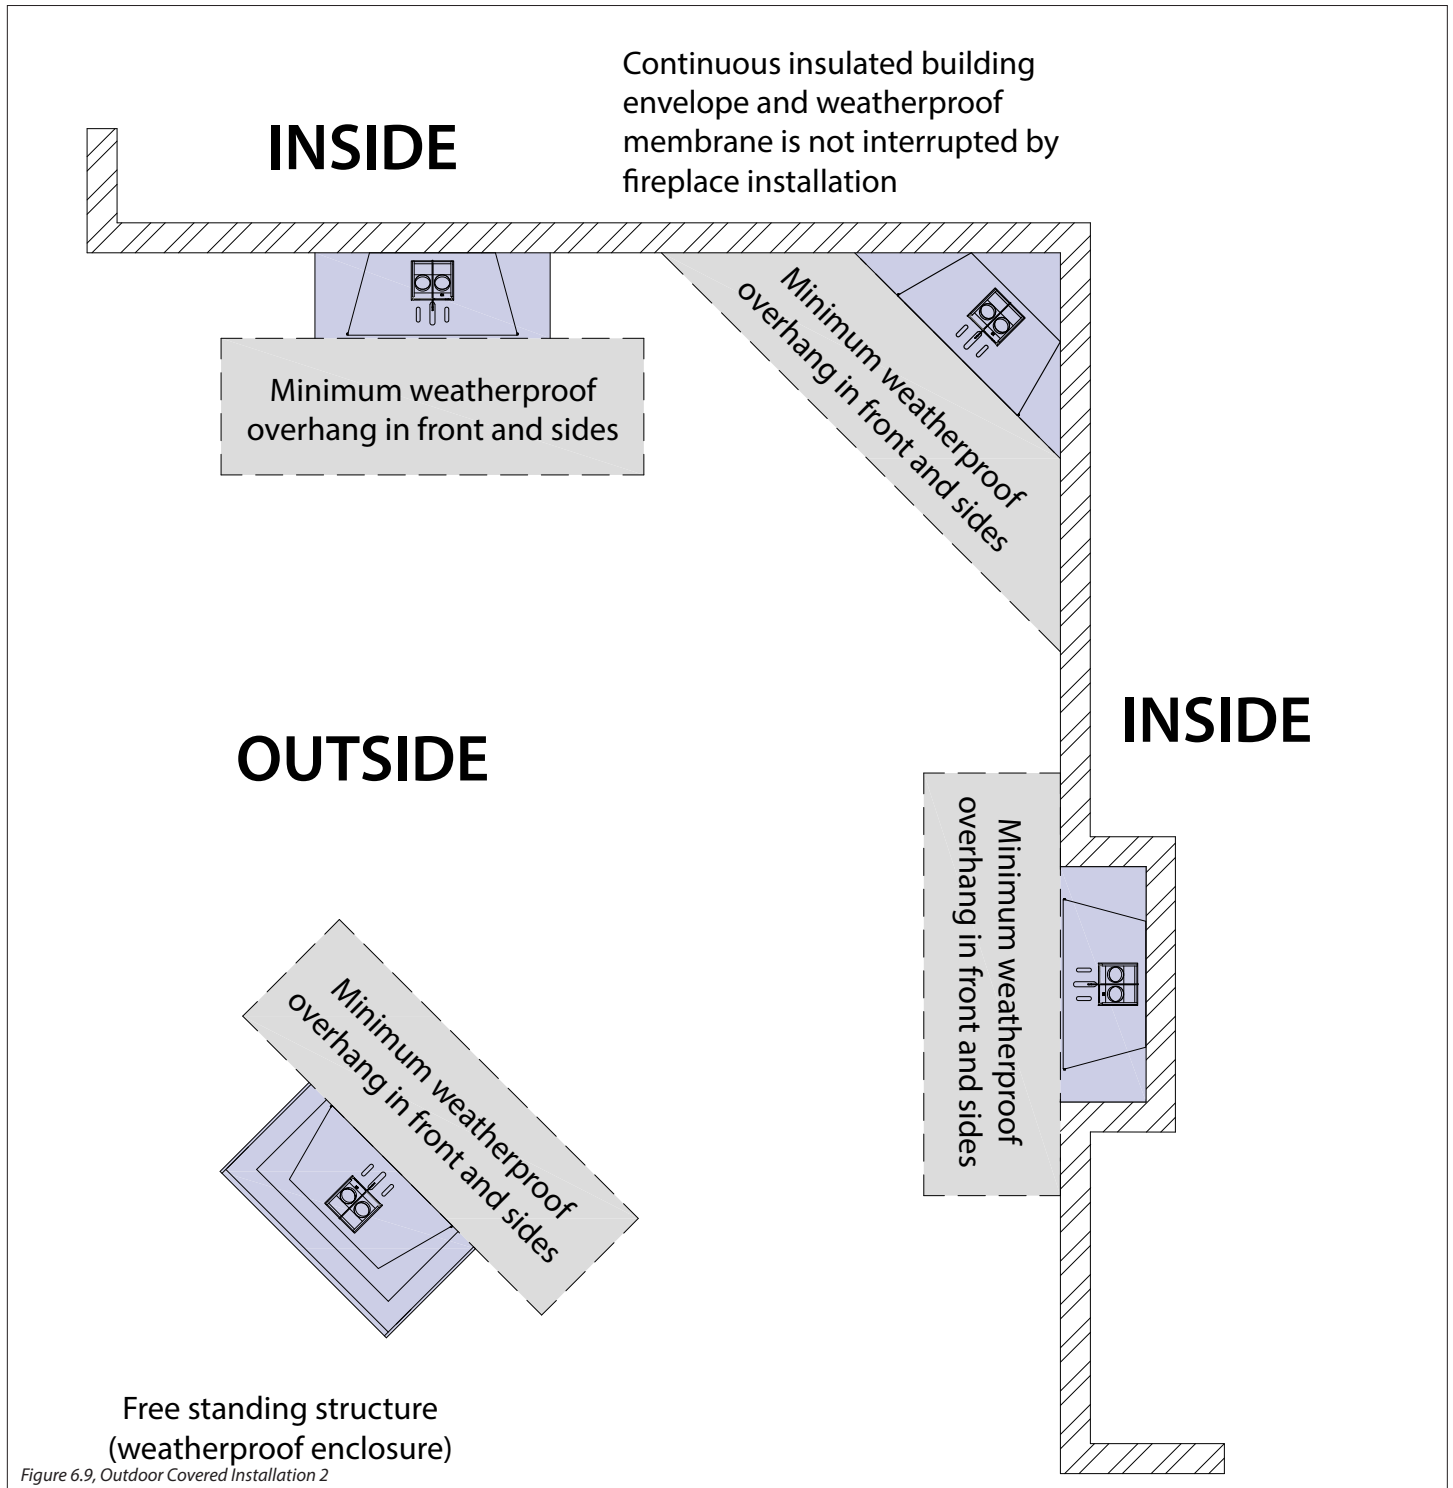 Continuous insulated building
envelope and weatherproof
membrane is not interrupted by
fireplace installation
INSIDE
Minimum weatherproof
overhang in front and sides
Minimum weatherproof
overhang in front and sides
INSIDE
OUTSIDE
Minimum weatherproof
overhang in front and sides
Minimum weatherproof
overhang in front and sides
Free standing structure
(weatherproof enclosure)
Figure 6.9, Outdoor Covered Installation 2